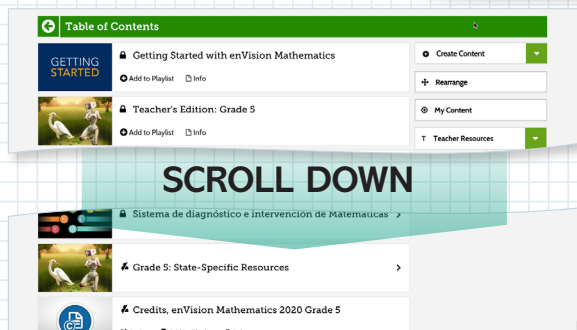 Table of Contents
GETTING
STARTED
Getting Started with enVision Mathematics
Add to Playlist Info
Teacher's Edition: Grade 5
Add to Playlist Info
Create Content
Rearrange
My Content
T Teacher Resources
SCROLL DOWN
Sistema de diagnóstico e intervención de Matemáticas
Grade 5: State-Specific Resources
Credits, enVision Mathematics 2020 Grade 5